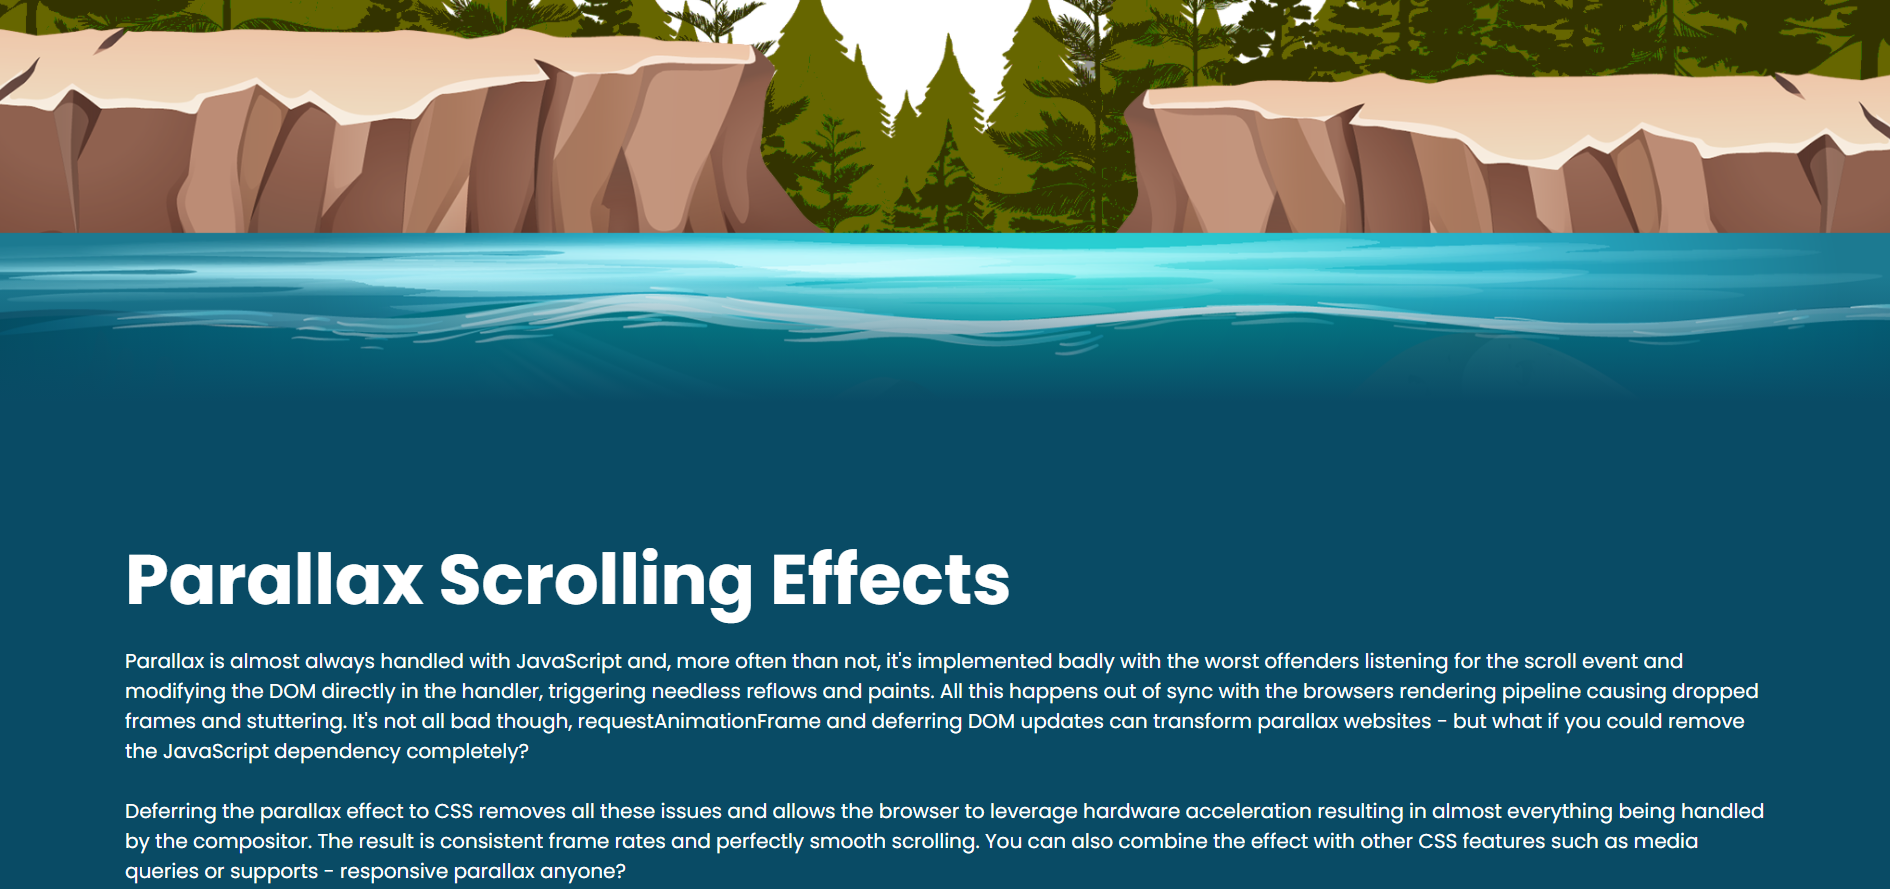 Parallax Scrolling Effects
Parallax is almost always handled with JavaScript and, more often than not, it's implemented badly with the worst offenders listening for the scroll event and
modifying the DOM directly in the handler, triggering needless reflows and paints. All this happens out of sync with the browsers rendering pipeline causing dropped
frames and stuttering. It's not all bad though, requestAnimationFrame and deferring DOM updates can transform parallax websites - but what if you could remove
the JavaScript dependency completely?
Deferring the parallax effect to CSS removes all these issues and allows the browser to leverage hardware acceleration resulting in almost everything being handled
by the compositor. The result is consistent frame rates and perfectly smooth scrolling. You can also combine the effect with other CSS features such as media
queries or supports - responsive parallax anyone?